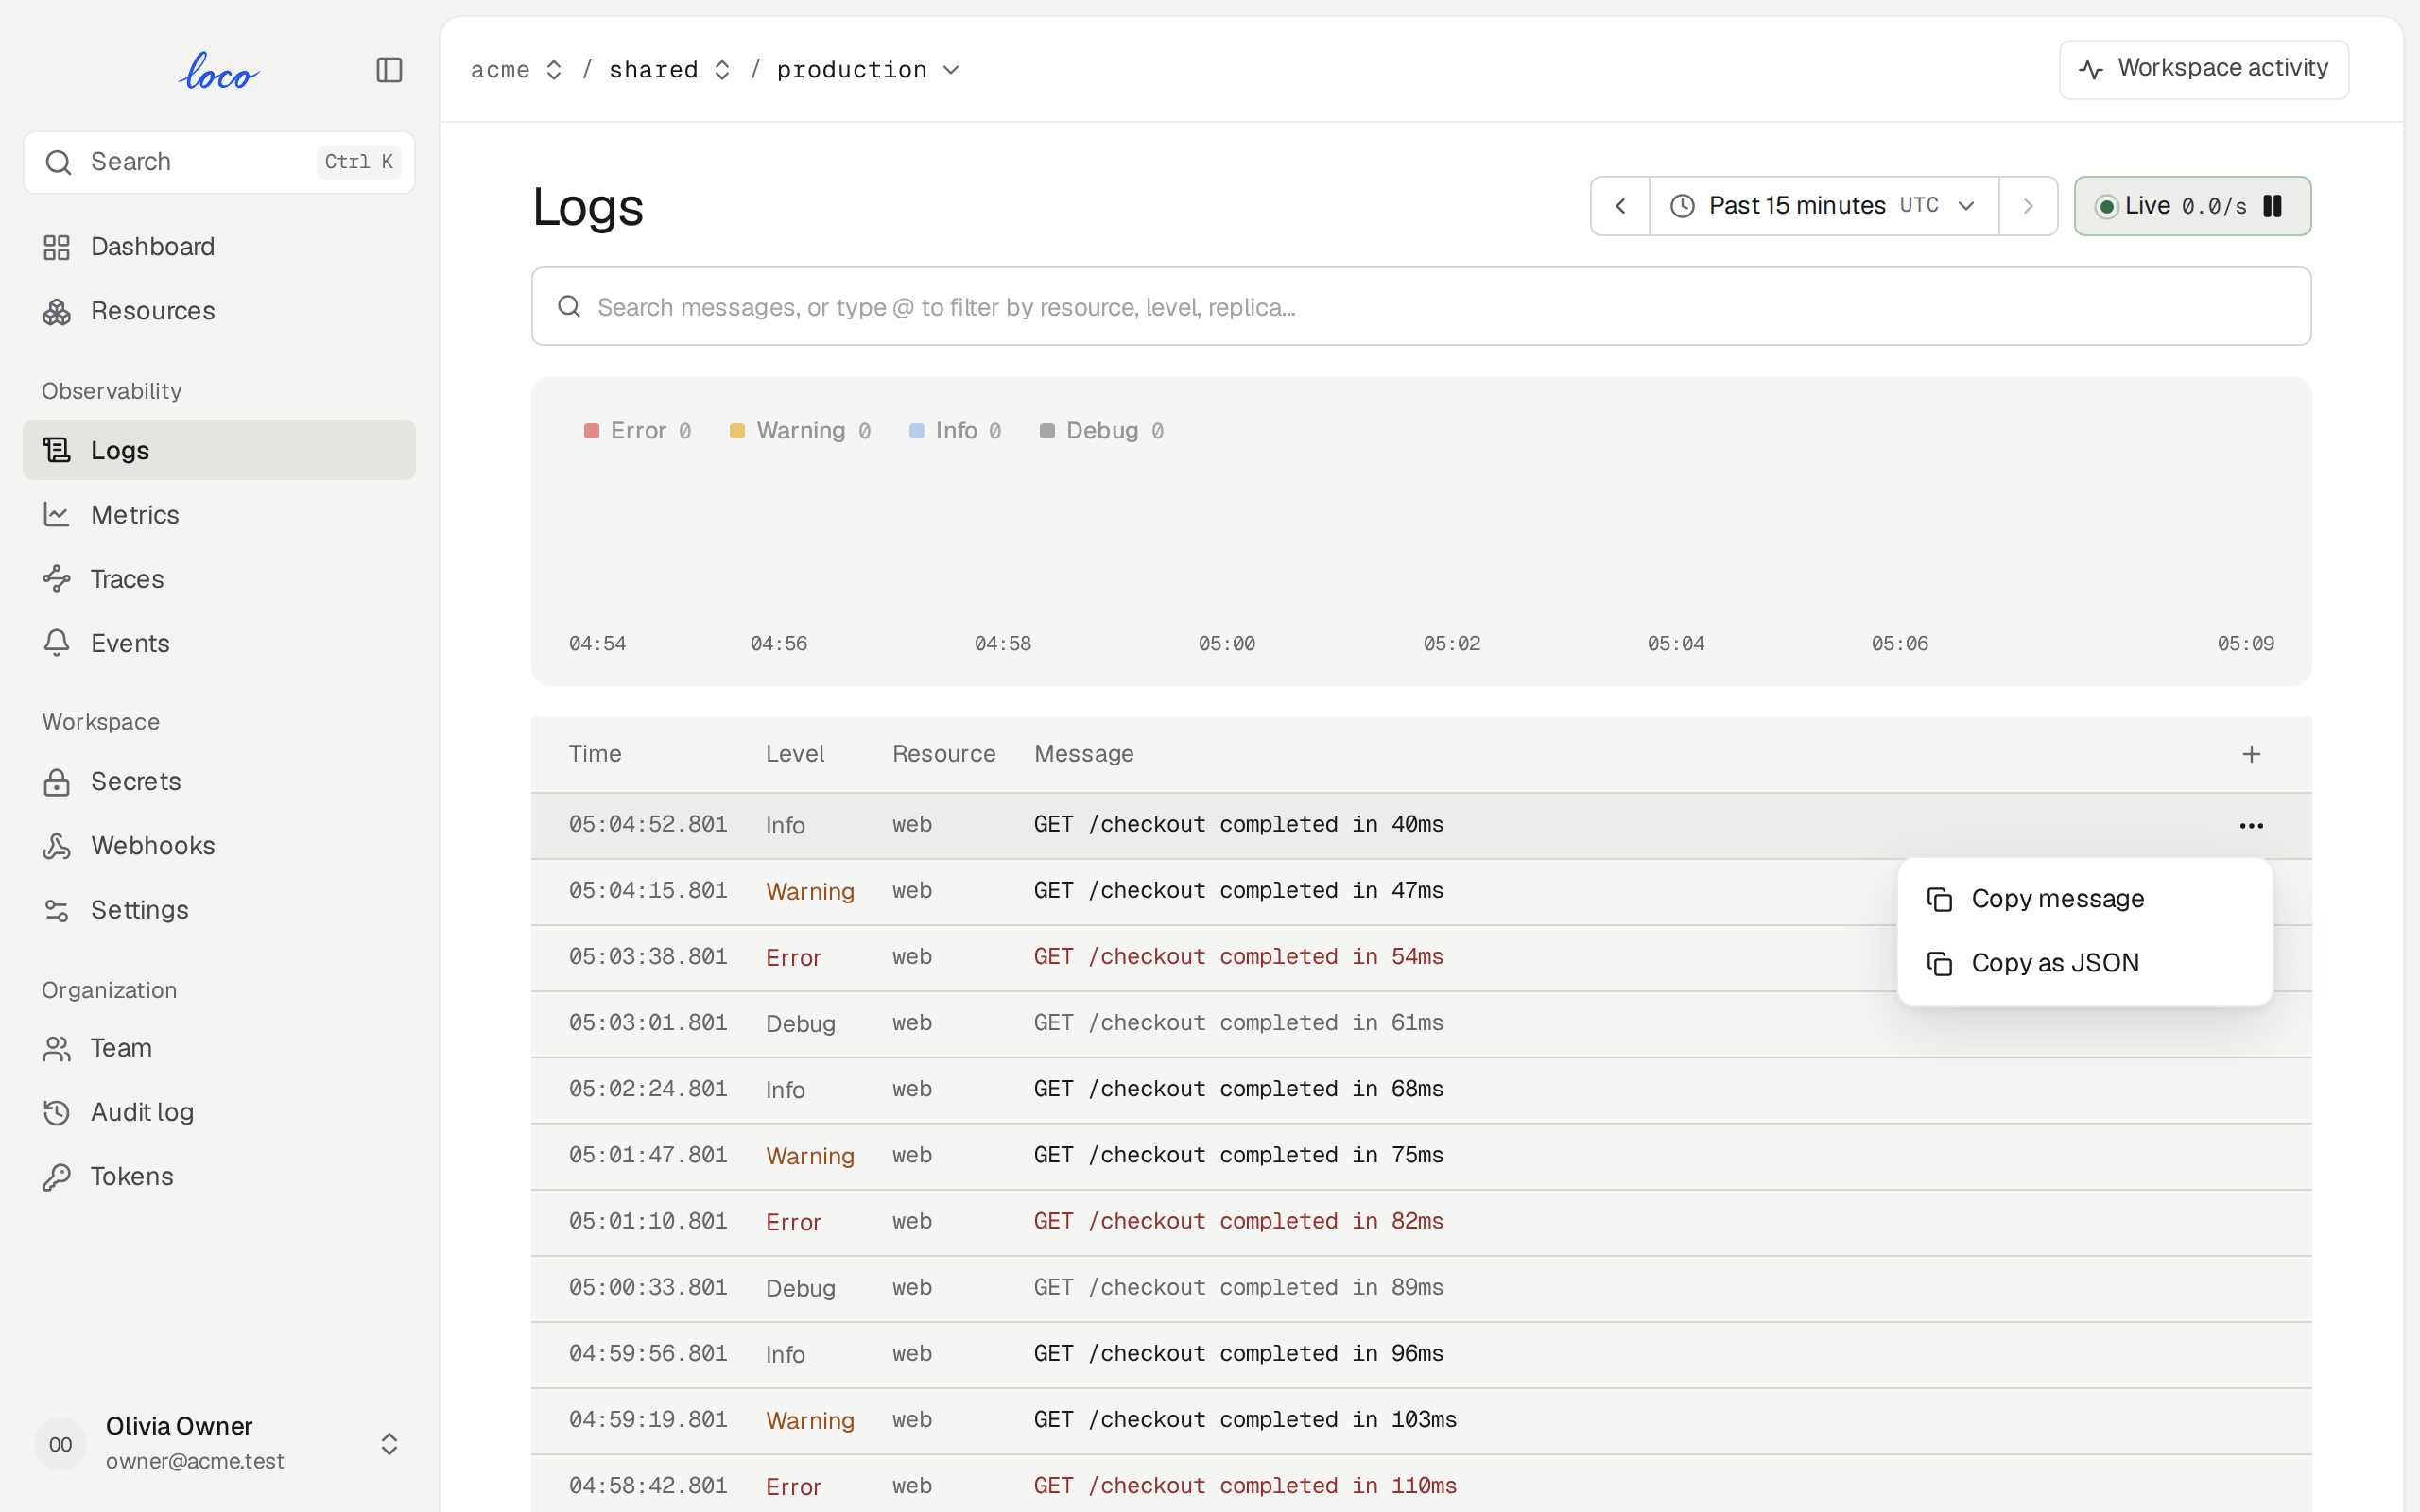 loco
acme / shared / production
Workspace activity
Search Ctrl K
Dashboard
Resources
Observability
Logs
Metrics
Traces
Events
Workspace
Secrets
Webhooks
Settings
Organization
Team
Audit log
Tokens
OO
Olivia Owner
owner@acme.test
Logs
Past 15 minutes UTC
Live 0.0/s
Search messages, or type @ to filter by resource, level, replica...
Error 0 Warning 0 Info 0 Debug 0
04:54 04:56 04:58 05:00 05:02 05:04 05:06 05:09
Time Level Resource Message
05:04:52.801 Info web GET /checkout completed in 40ms
05:04:15.801 Warning web GET /checkout completed in 47ms
05:03:38.801 Error web GET /checkout completed in 54ms
05:03:01.801 Debug web GET /checkout completed in 61ms
05:02:24.801 Info web GET /checkout completed in 68ms
05:01:47.801 Warning web GET /checkout completed in 75ms
05:01:10.801 Error web GET /checkout completed in 82ms
05:00:33.801 Debug web GET /checkout completed in 89ms
04:59:56.801 Info web GET /checkout completed in 96ms
04:59:19.801 Warning web GET /checkout completed in 103ms
04:58:42.801 Error web GET /checkout completed in 110ms
Copy message
Copy as JSON